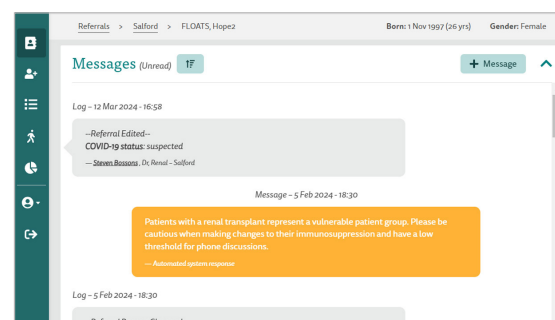 Referrals > Salford > FLOATS, Hope2 Born: 1 Nov 1997 (26 yrs) Gender: Female
Messages (Unread)
+ Message
Log – 12 Mar 2024 - 16:58
--Referral Edited--
COVID-19 status: suspected
— Steven Bossons, Dr, Renal – Salford
Message – 5 Feb 2024 - 18:30
Patients with a renal transplant represent a vulnerable patient group. Please be
cautious when making changes to their immunosuppression and have a low
threshold for phone discussions.
— Automated system response
Log – 5 Feb 2024 - 18:30